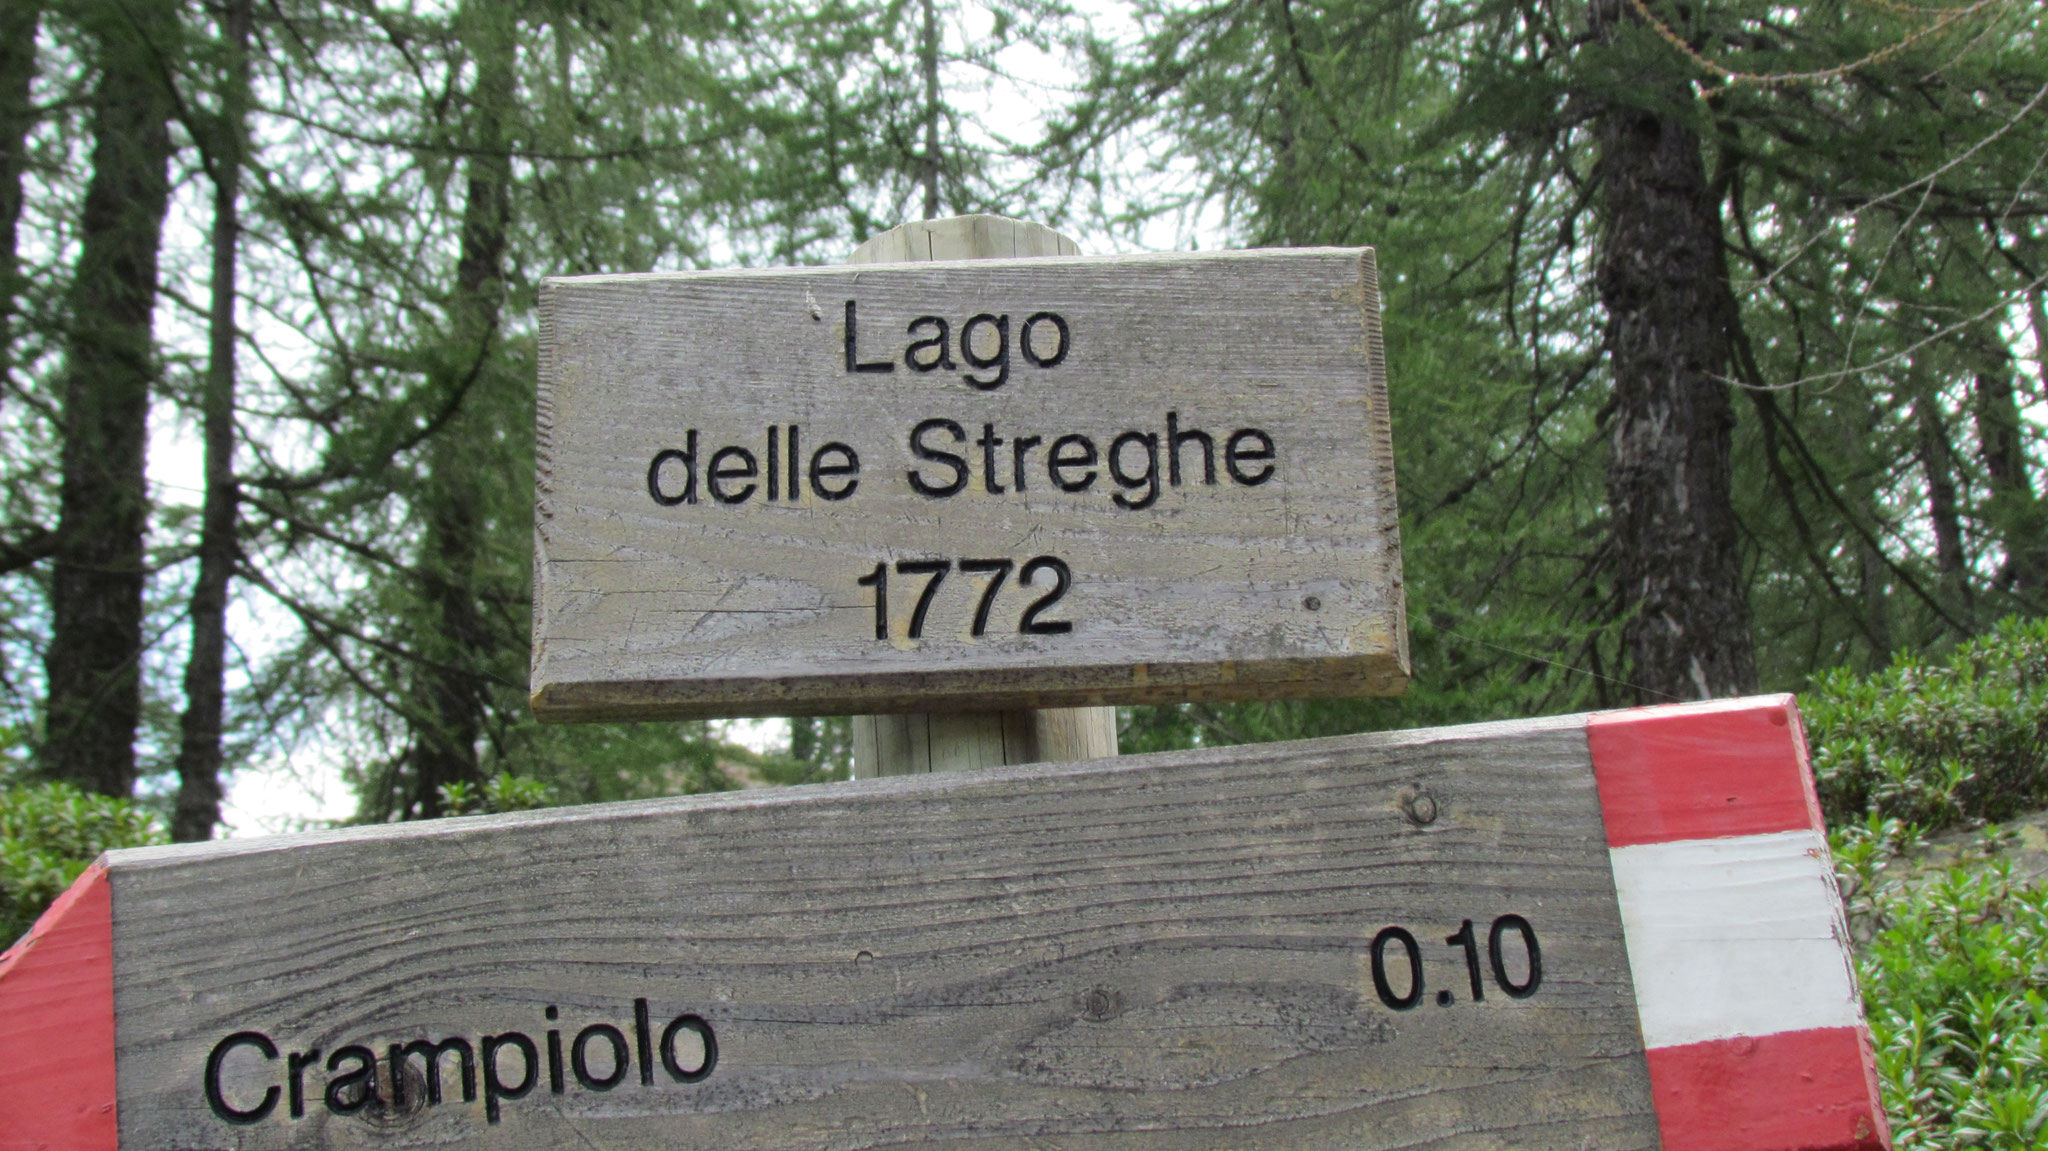 Lago
delle Streghe
1772
Crampiolo 0.10